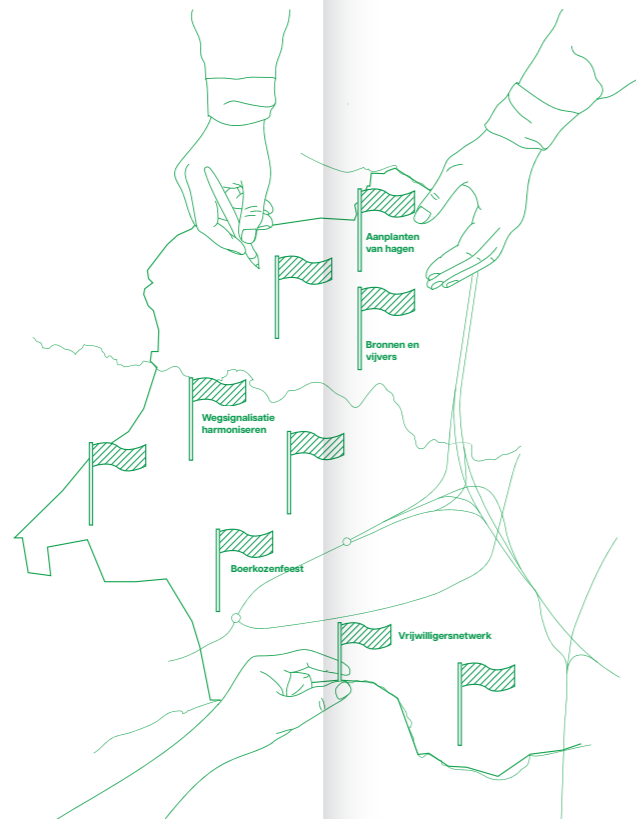 Aanplanten
van hagen
Bronnen en
vijvers
Wegsignalisatie
harmoniseren
Boerkozenfeest
Vrijwilligersnetwerk